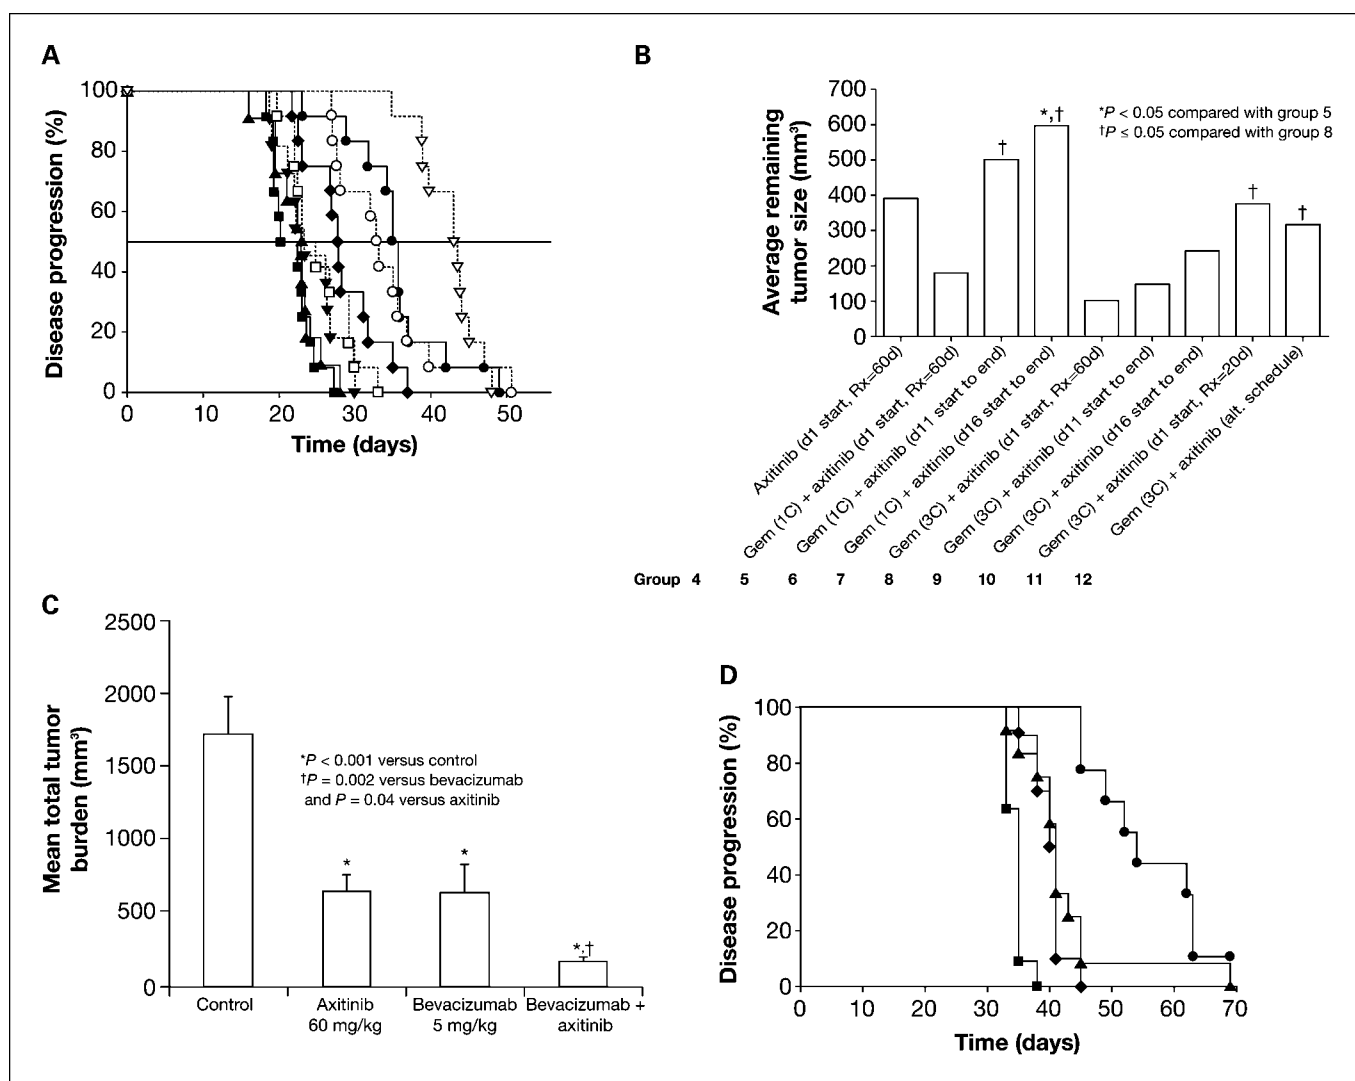 A
Disease progression (%)
100
80
60
40
20
0
0 10 20 30 40 50
Time (days)
B
Average remaining
tumor size (mm³)
700
600
500
400
300
200
100
0
*P < 0.05 compared with group 5
†P ≤ 0.05 compared with group 8
†
*,†
†
†
Axitinib (d1 start, Rx=60d)
Gem (1C) + axitinib (d1 start, Rx=60d)
Gem (1C) + axitinib (d11 start to end)
Gem (1C) + axitinib (d16 start to end)
Gem (3C) + axitinib (d1 start, Rx=60d)
Gem (3C) + axitinib (d11 start to end)
Gem (3C) + axitinib (d16 start to end)
Gem (3C) + axitinib (d1 start, Rx=20d)
Gem (3C) + axitinib (alt. schedule)
Group 4 5 6 7 8 9 10 11 12
C
Mean total tumor
burden (mm³)
2500
2000
1500
1000
500
0
*P < 0.001 versus control
†P = 0.002 versus bevacizumab
and P = 0.04 versus axitinib
*
*
*,†
Control
Axitinib
60 mg/kg
Bevacizumab
5 mg/kg
Bevacizumab +
axitinib
D
Disease progression (%)
100
80
60
40
20
0
0 10 20 30 40 50 60 70
Time (days)